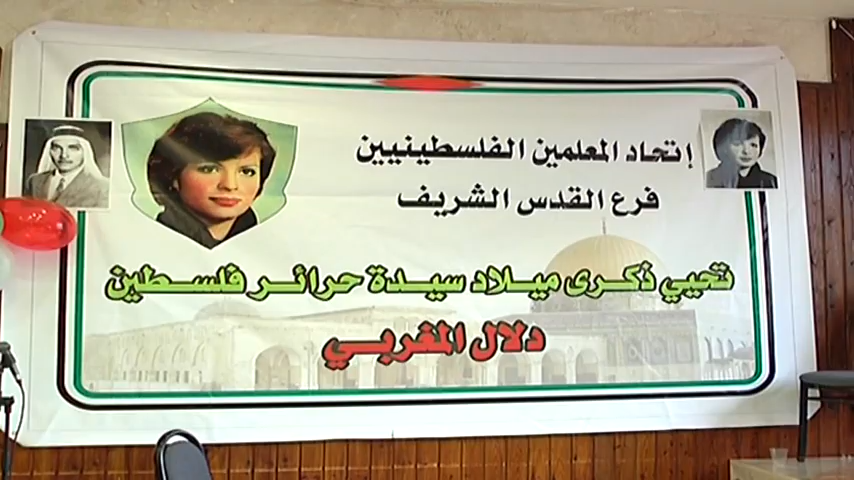 إتحاد المعلمين الفلسطينيين
فرع القدس الشريف
تحيي ذكرى ميلاد سيدة حرائر فلسطين
دلال المغربي